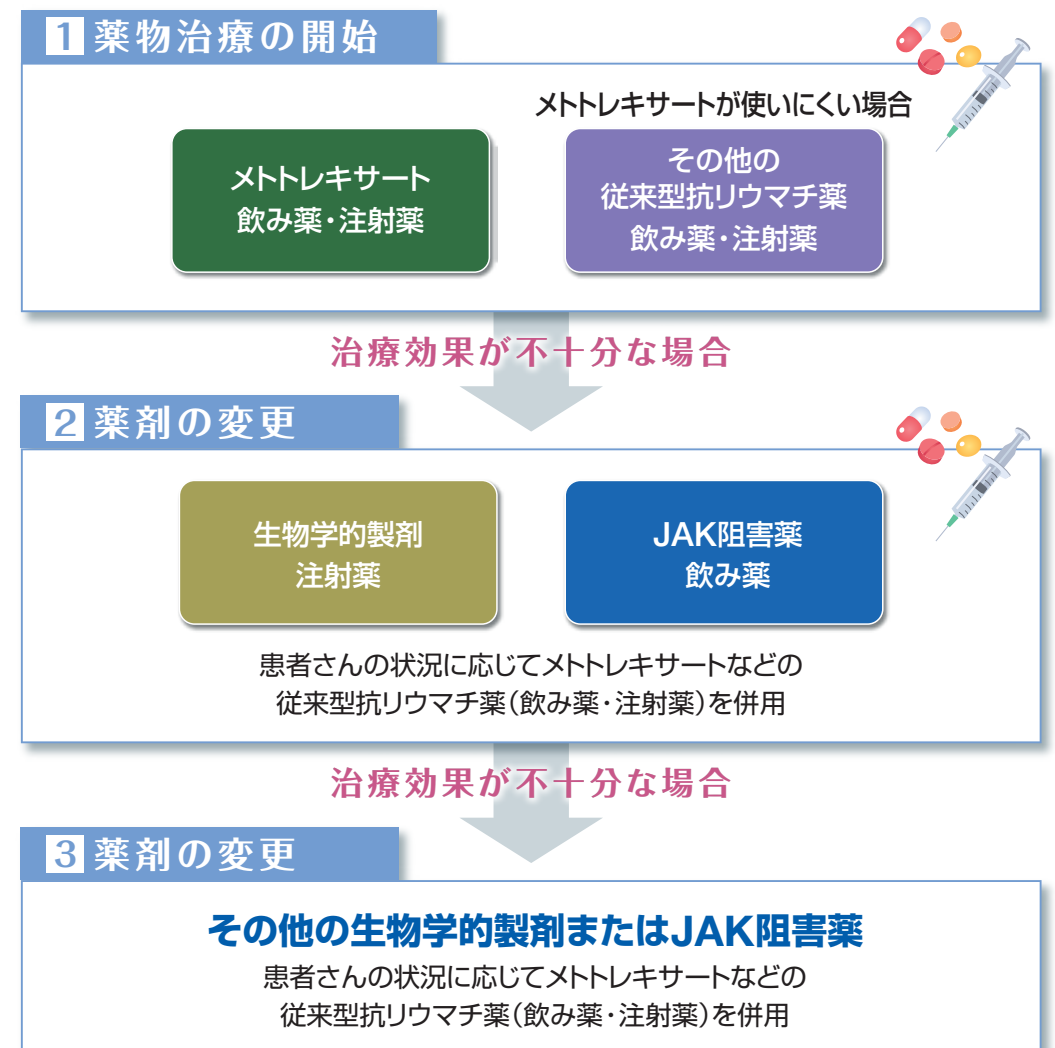 1 薬物治療の開始
メトトレキサートが使いにくい場合
メトトレキサート
飲み薬・注射薬
その他の
従来型抗リウマチ薬
飲み薬・注射薬
治療効果が不十分な場合
2 薬剤の変更
生物学的製剤
注射薬
JAK阻害薬
飲み薬
患者さんの状況に応じてメトトレキサートなどの
従来型抗リウマチ薬(飲み薬・注射薬)を併用
治療効果が不十分な場合
3 薬剤の変更
その他の生物学的製剤またはJAK阻害薬
患者さんの状況に応じてメトトレキサートなどの
従来型抗リウマチ薬(飲み薬・注射薬)を併用